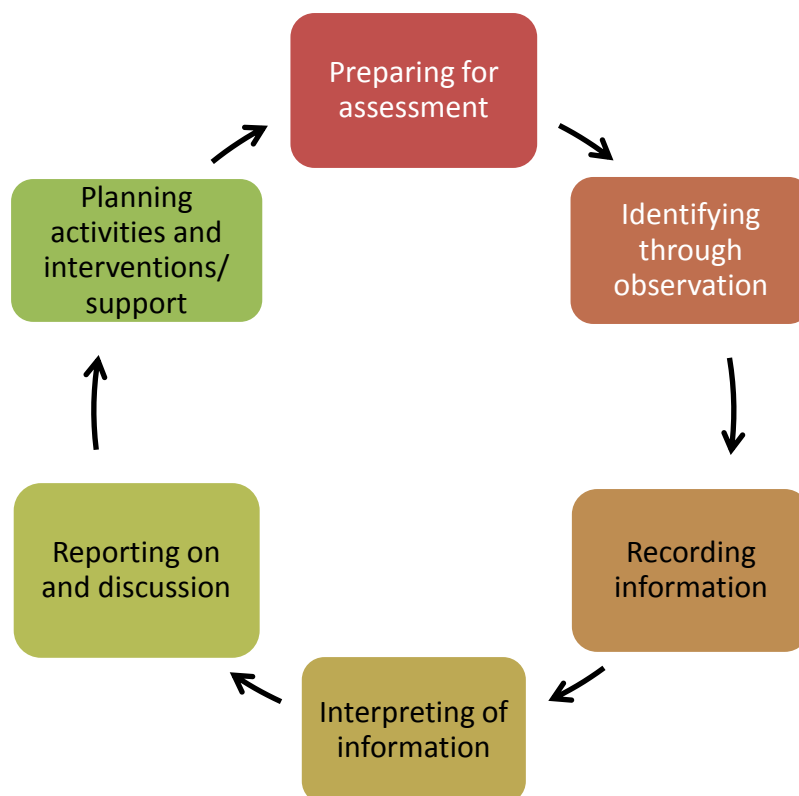 Preparing for
assessment
Identifying
through
observation
Recording
information
Interpreting of
information
Reporting on
and discussion
Planning
activities and
interventions/
support